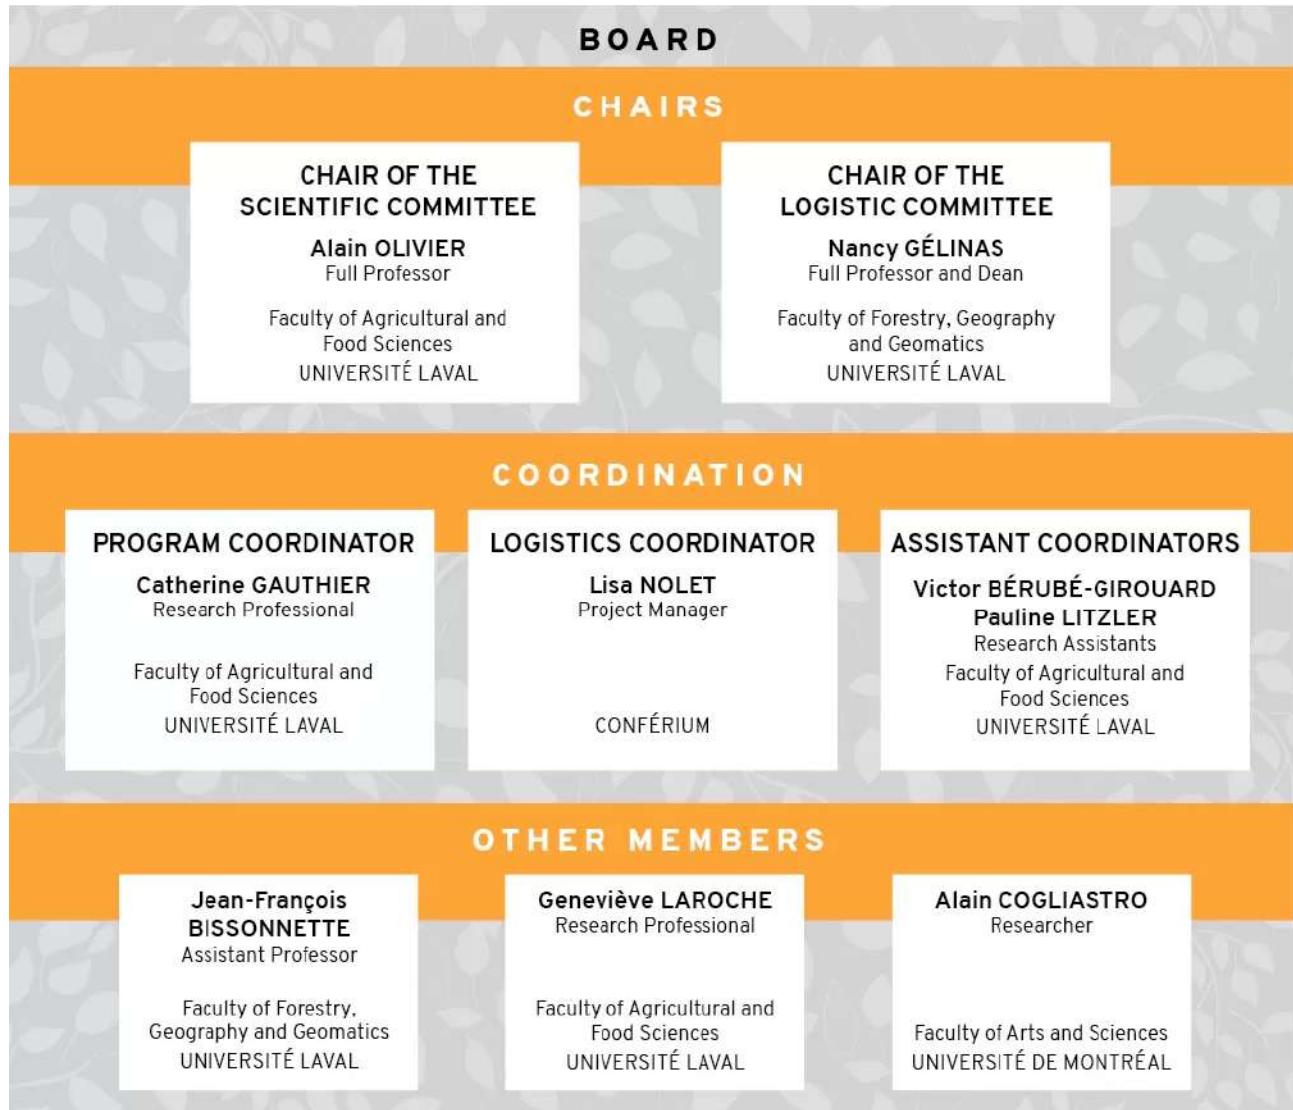 BOARD
CHAIRS
CHAIR OF THE
SCIENTIFIC COMMITTEE
Alain OLIVIER
Full Professor
Faculty of Agricultural and
Food Sciences
UNIVERSITÉ LAVAL
CHAIR OF THE
LOGISTIC COMMITTEE
Nancy GÉLINAS
Full Professor and Dean
Faculty of Forestry, Geography
and Geomatics
UNIVERSITÉ LAVAL
COORDINATION
PROGRAM COORDINATOR
Catherine GAUTHIER
Research Professional
Faculty of Agricultural and
Food Sciences
UNIVERSITÉ LAVAL
LOGISTICS COORDINATOR
Lisa NOLET
Project Manager
CONFÉRIUM
ASSISTANT COORDINATORS
Victor BÉRUBÉ-GIROUARD
Pauline LITZLER
Research Assistants
Faculty of Agricultural and
Food Sciences
UNIVERSITÉ LAVAL
OTHER MEMBERS
Jean-François
BISSONNETTE
Assistant Professor
Faculty of Forestry,
Geography and Geomatics
UNIVERSITÉ LAVAL
Geneviève LAROCHE
Research Professional
Faculty of Agricultural and
Food Sciences
UNIVERSITÉ LAVAL
Alain COGLIASTRO
Researcher
Faculty of Arts and Sciences
UNIVERSITÉ DE MONTRÉAL